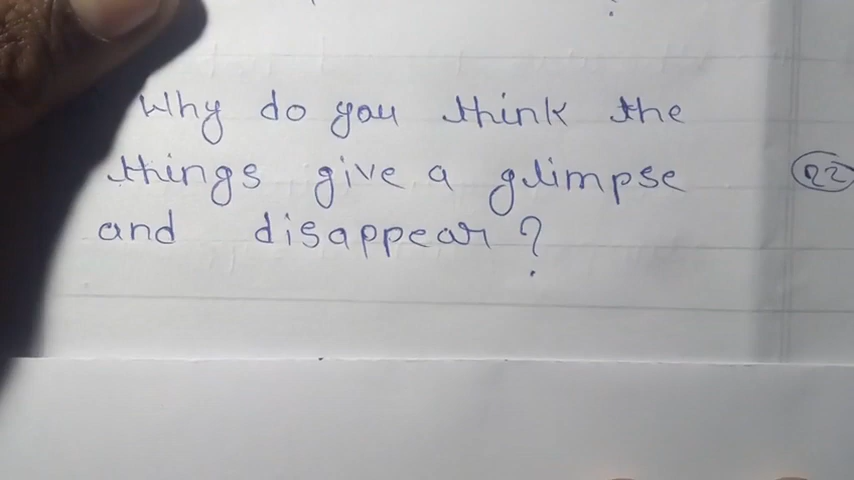 Why do you think the
things give a glimpse
and disappear?